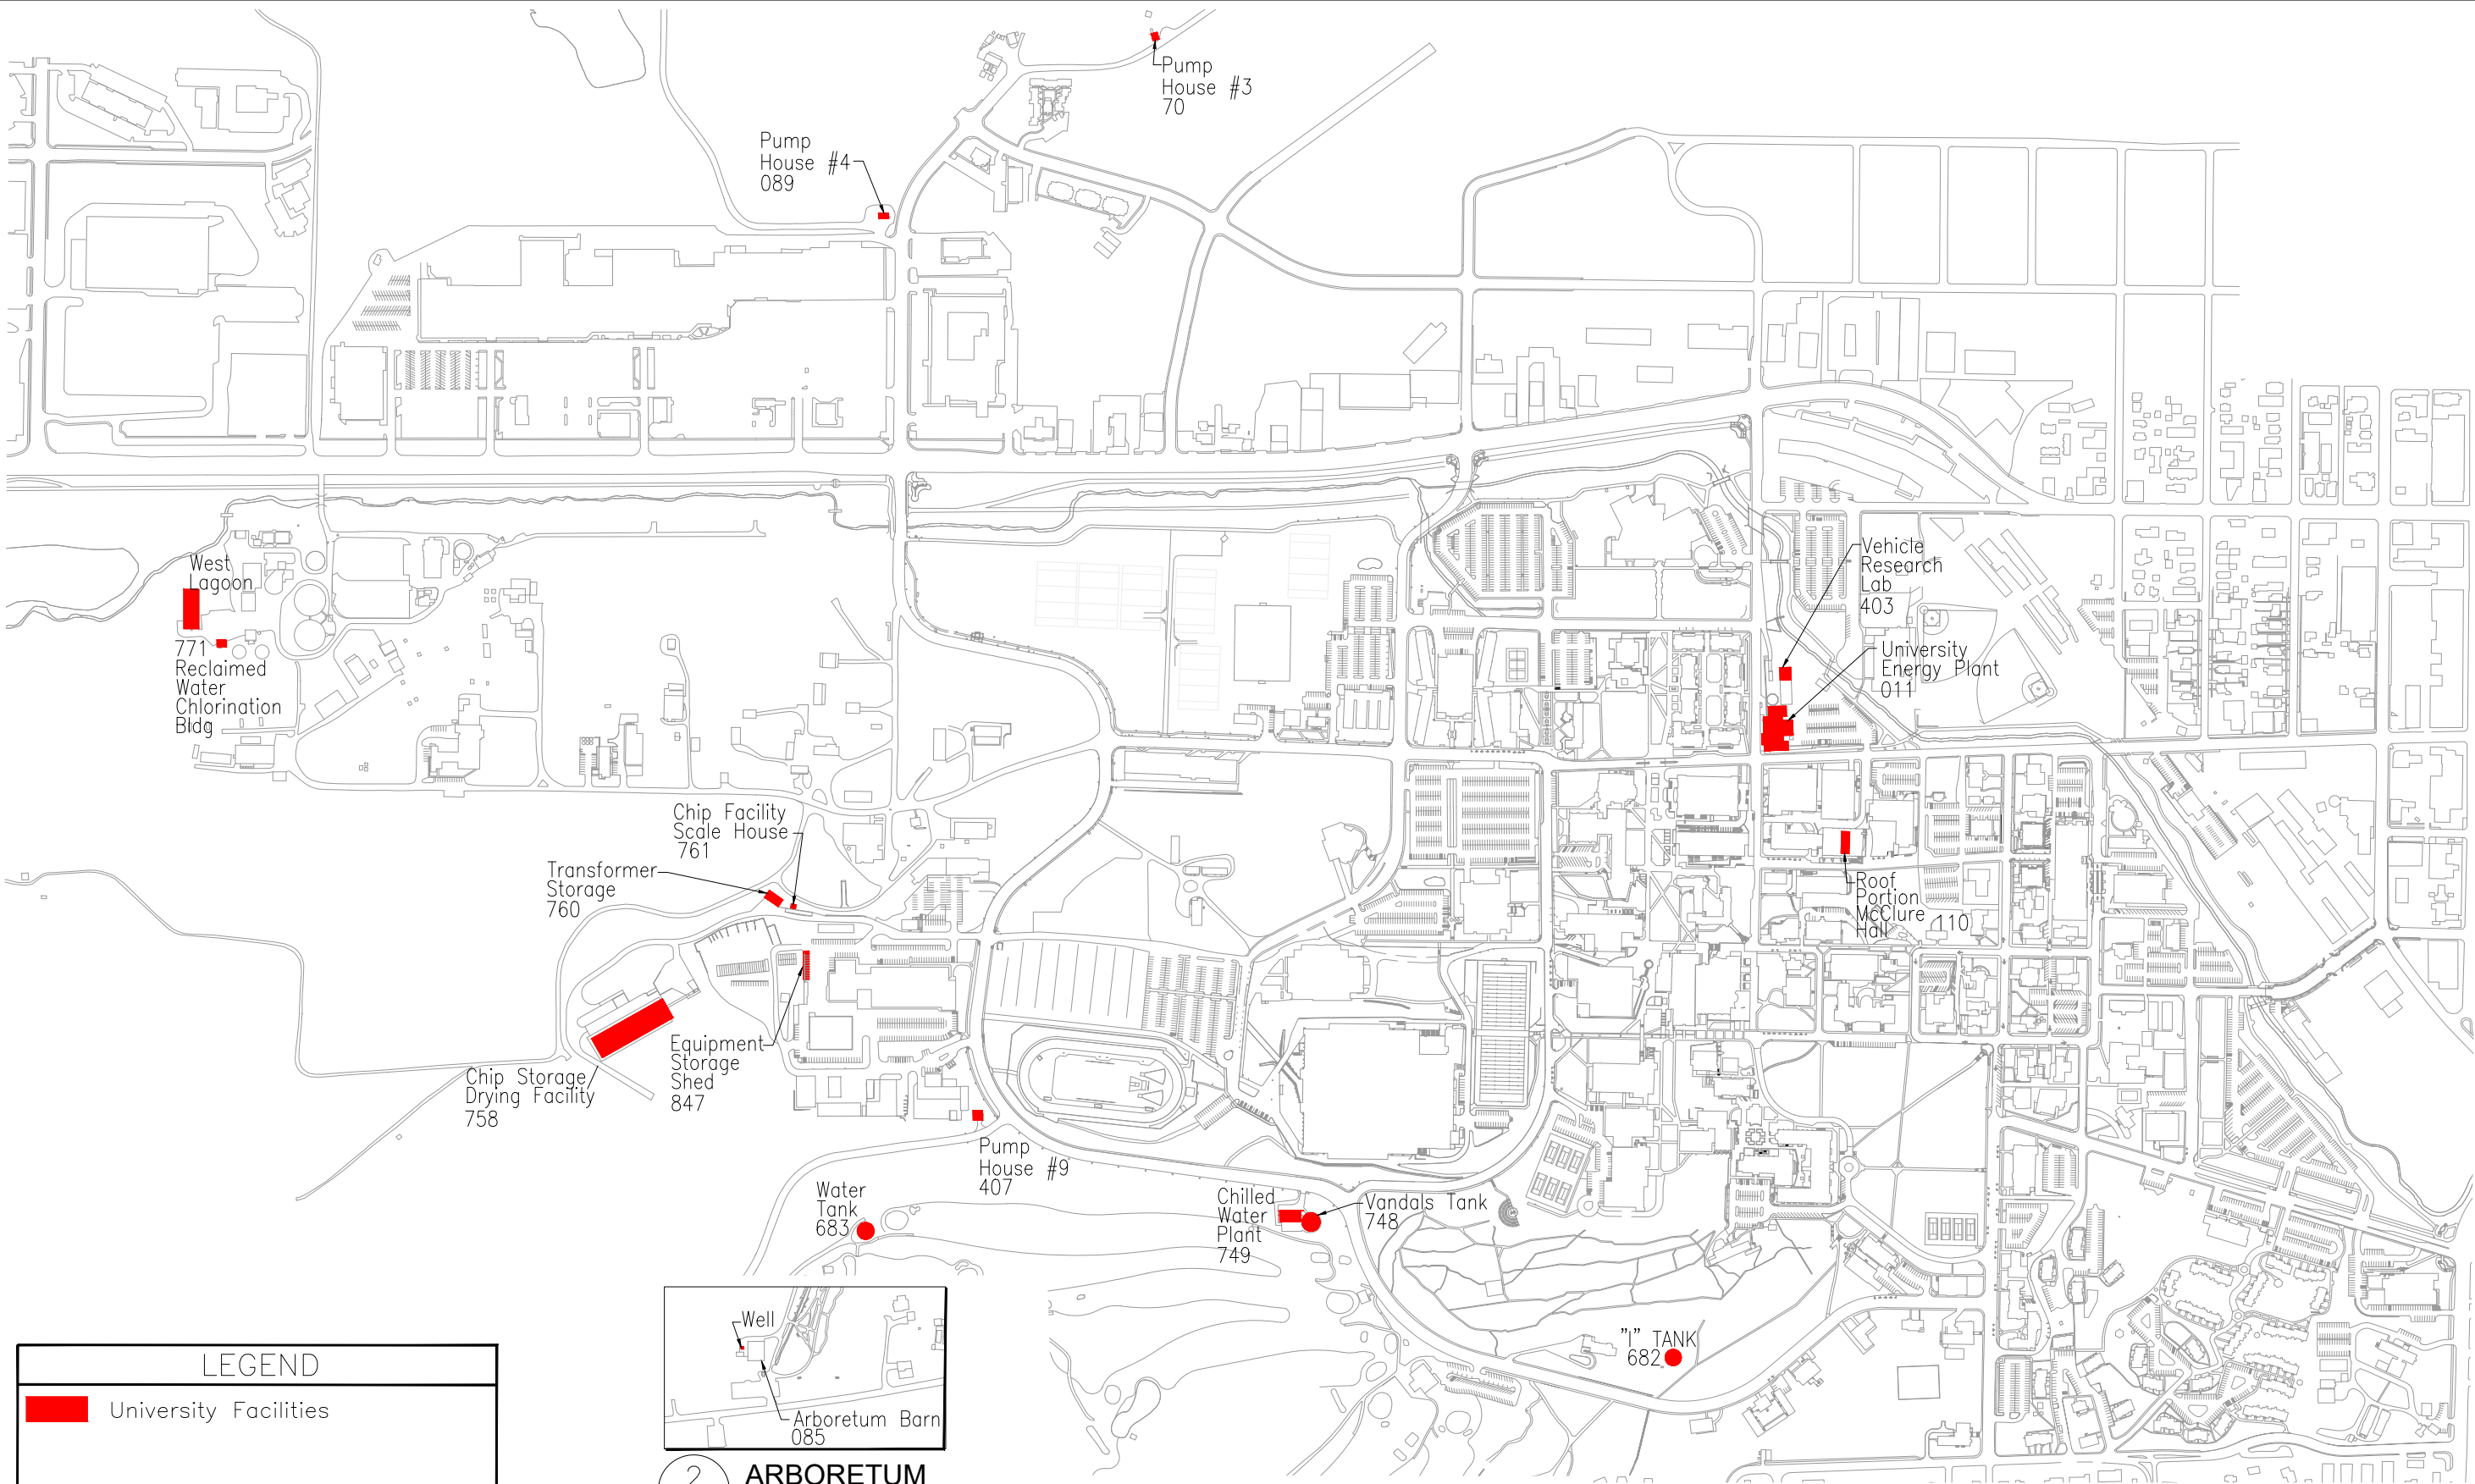 Pump
House #3
70
Pump
House #4
089
West
Lagoon
771
Reclaimed
Water
Chlorination
Bldg
Vehicle
Research
Lab
403
University
Energy Plant
011
Chip Facility
Scale House
761
Transformer
Storage
760
Roof
Portion
McClure 110
Hall
Equipment
Storage
Shed
847
Chip Storage
Drying Facility
758
Pump
House #9
407
Water
Tank
683
Chilled
Water
Plant
749
Vandals Tank
748
"I" TANK
682
Well
Arboretum Barn
085
2 ARBORETUM
LEGEND
University Facilities